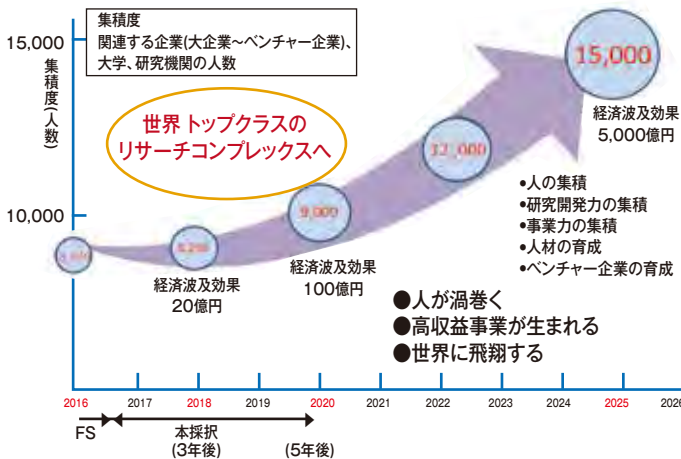 集積度
関連する企業(大企業～ベンチャー企業)、
大学、研究機関の人数
15,000
集積度(人数)
10,000
世界 トップクラスの
リサーチコンプレックスへ
15,000
経済波及効果
5,000億円
12,000
9,000
経済波及効果
20億円
経済波及効果
100億円
•人の集積
•研究開発力の集積
•事業力の集積
•人材の育成
•ベンチャー企業の育成
●人が渦巻く
●高収益事業が生まれる
●世界に飛翔する
2016 2017 2018 2019 2020 2021 2022 2023 2024 2025 2026
FS 本採択
(3年後) (5年後)